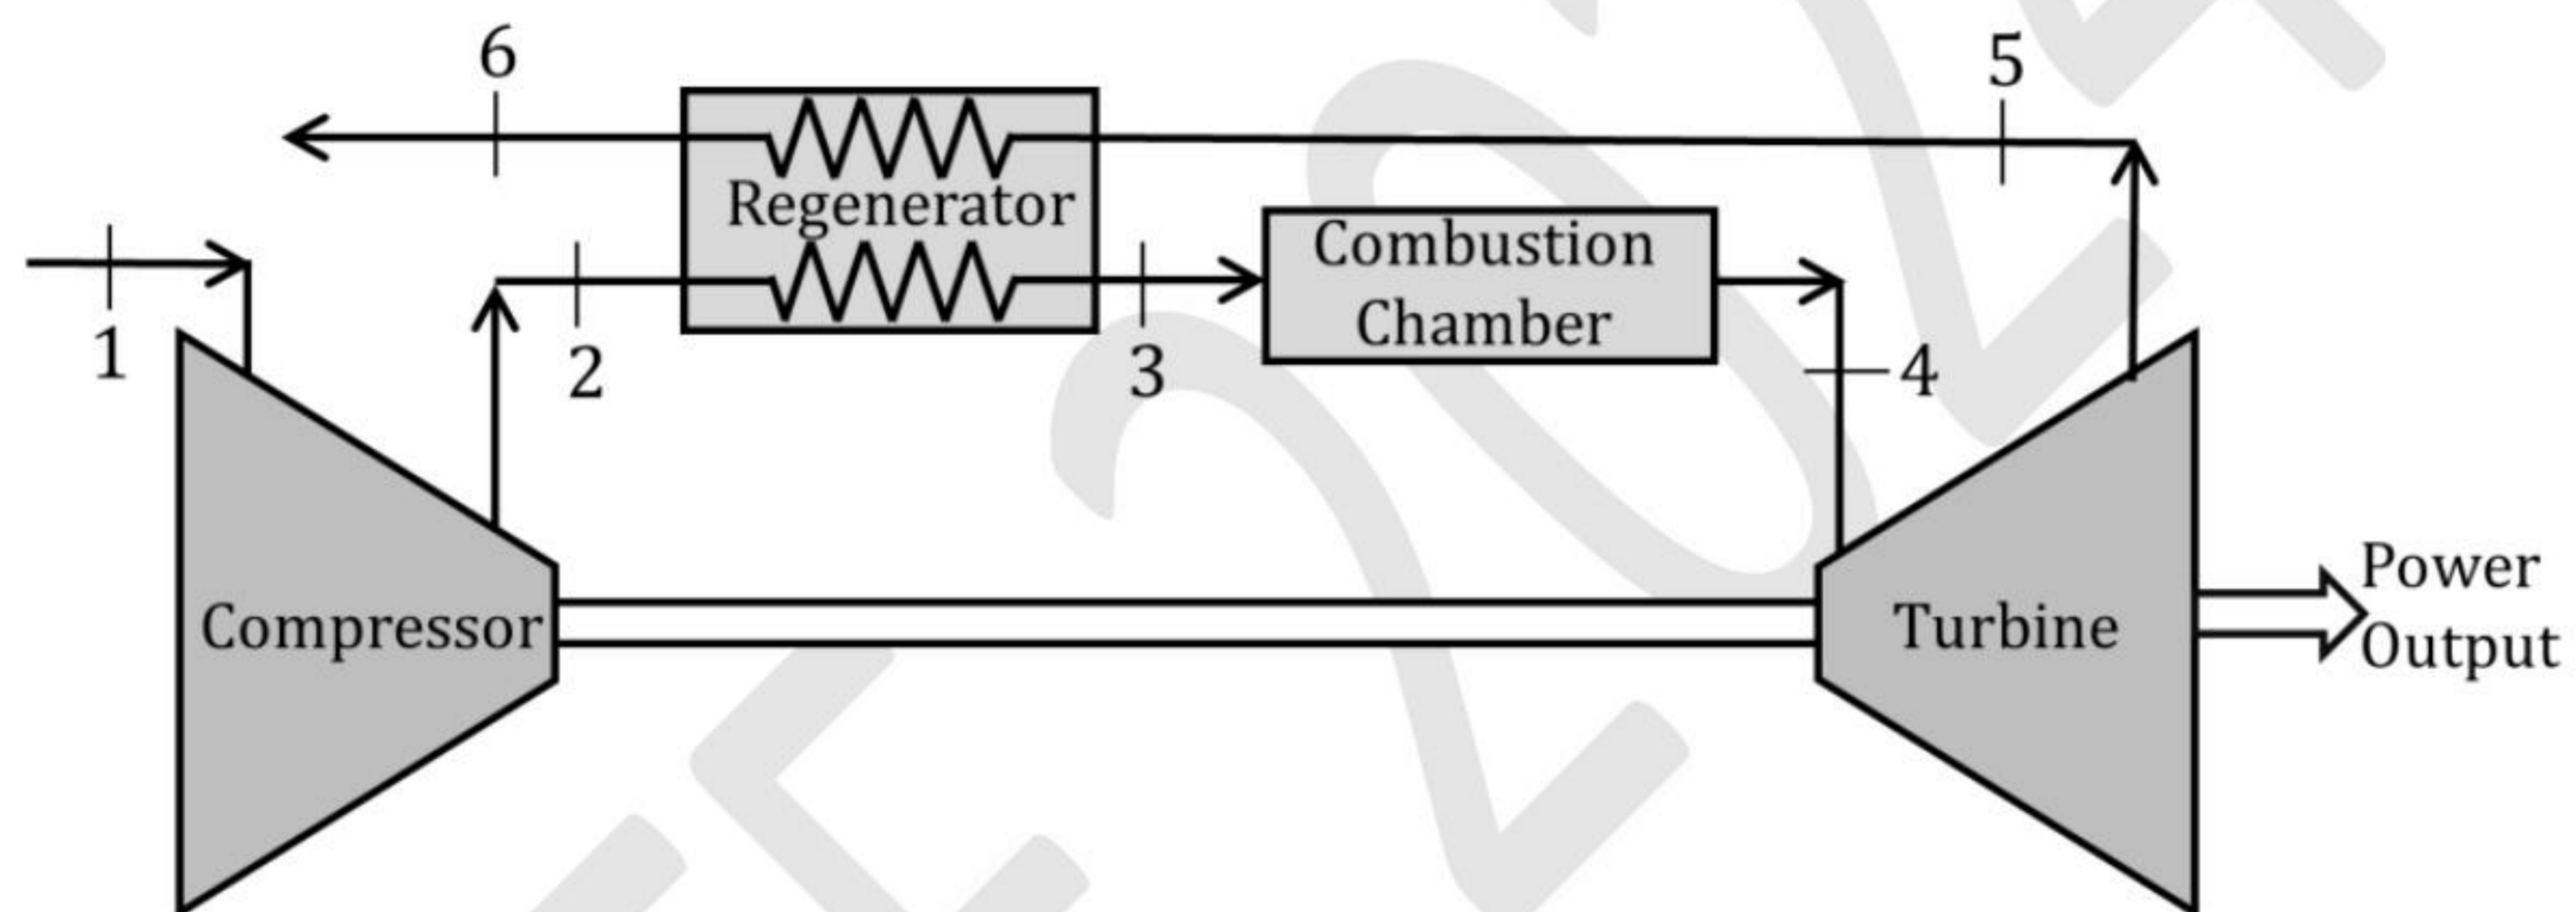 6
5
Regenerator
1
Combustion
Chamber
2
3
4
Compressor
Turbine
Power
Output